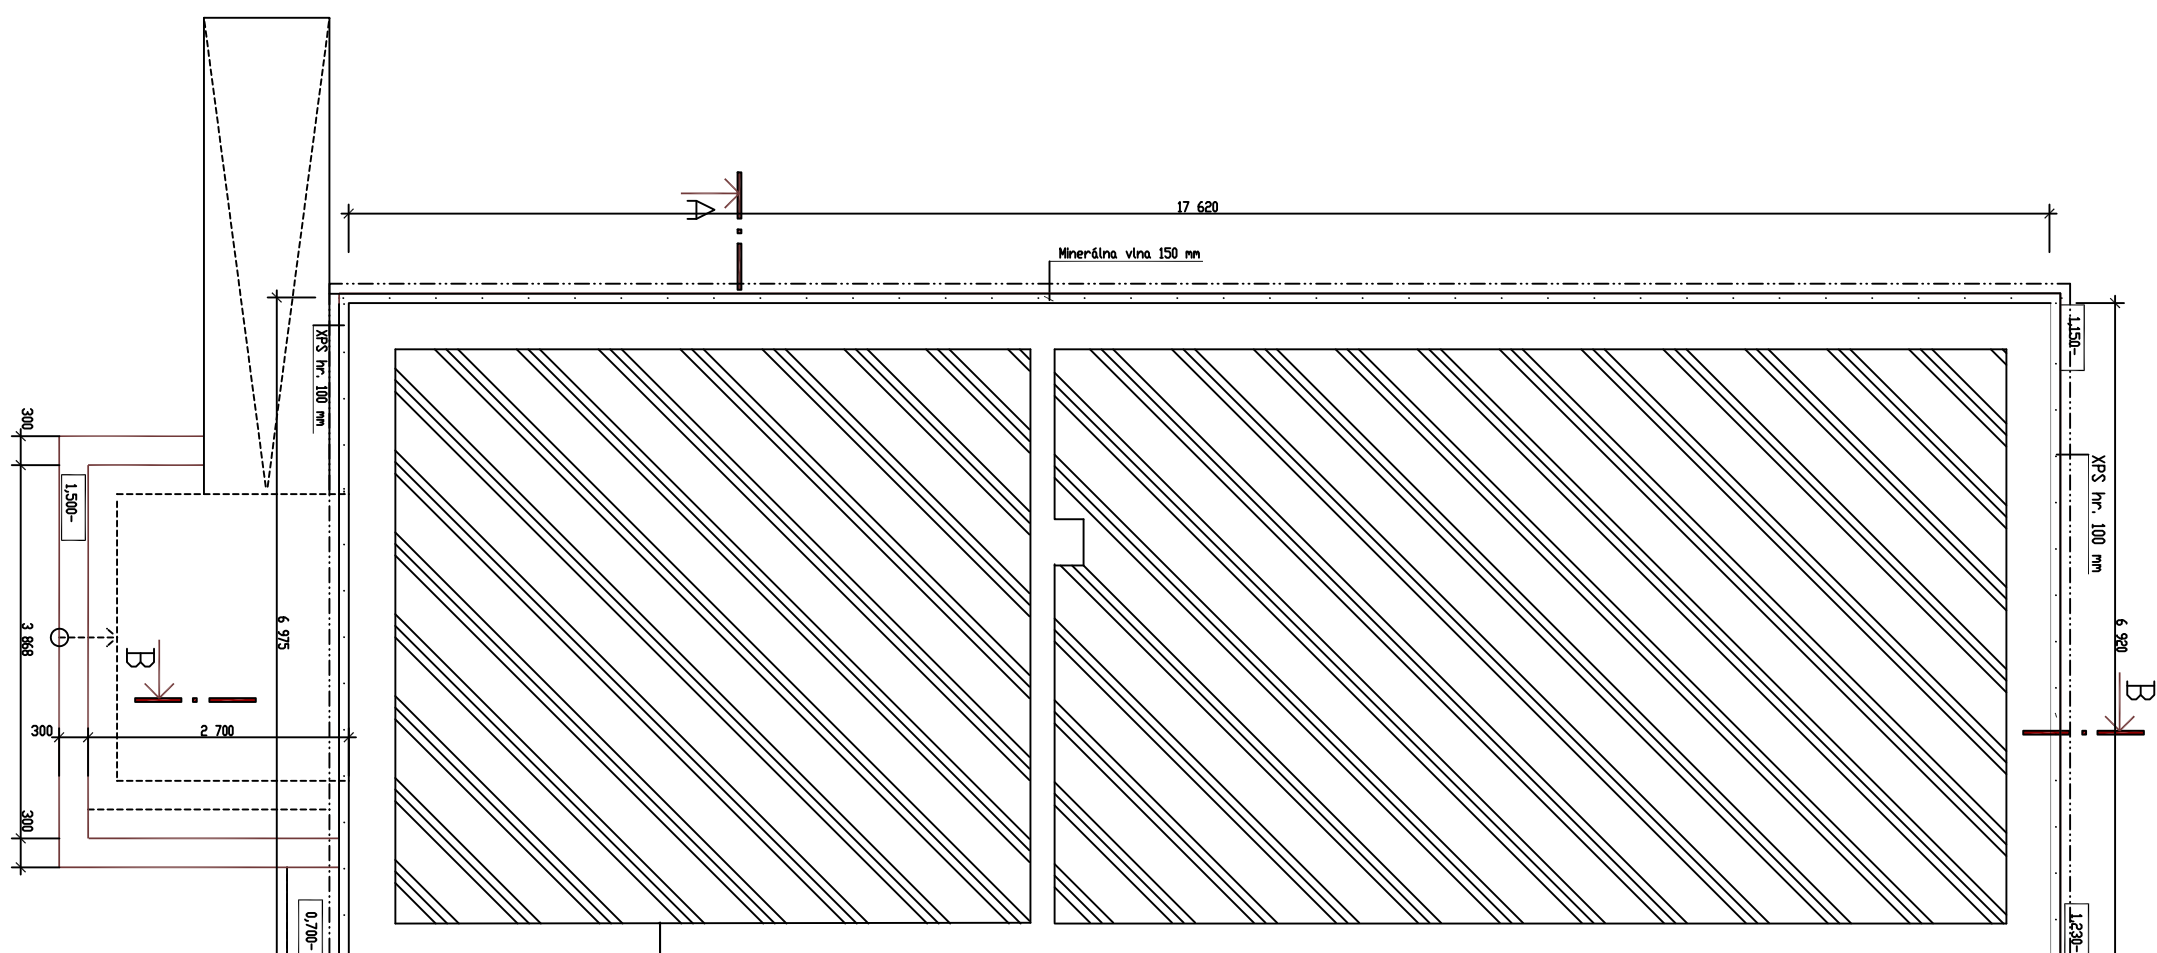 A
17 620
Minerálna vlna 150 mm
XPS hr. 100 mm
1,150-
300
1,500-
XPS hr. 100 mm
6 975
3 868
B
6 920
B
300
2 700
300
0,700-
1,230-